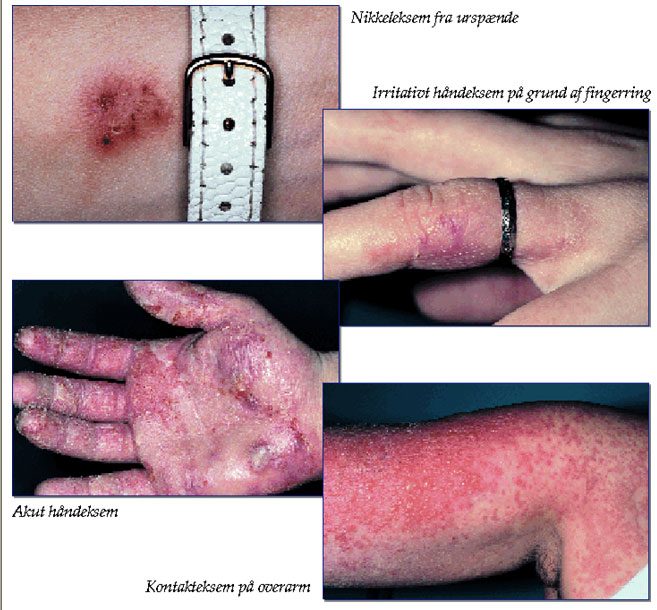 Nikkeleksem fra urspænde
Irritativt håndeksem på grund af fingerring
Akut håndeksem
Kontakteksem på overarm